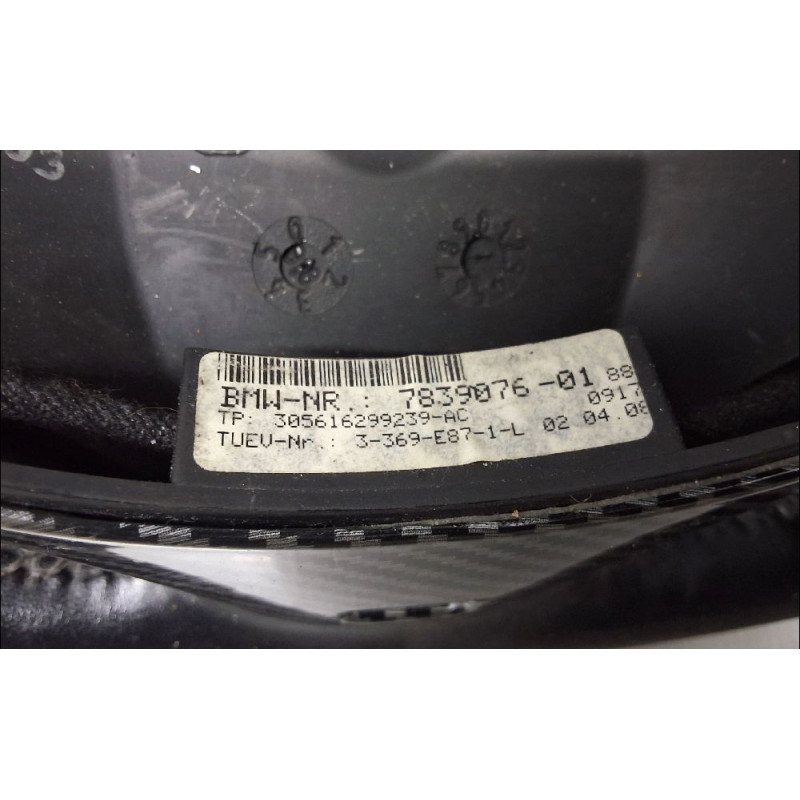 BMW-NR.: 7839076-01 88
TP: 305616299239-AC 0917
TUEV-Nr.: 3-369-E87-1-L 02 04.08